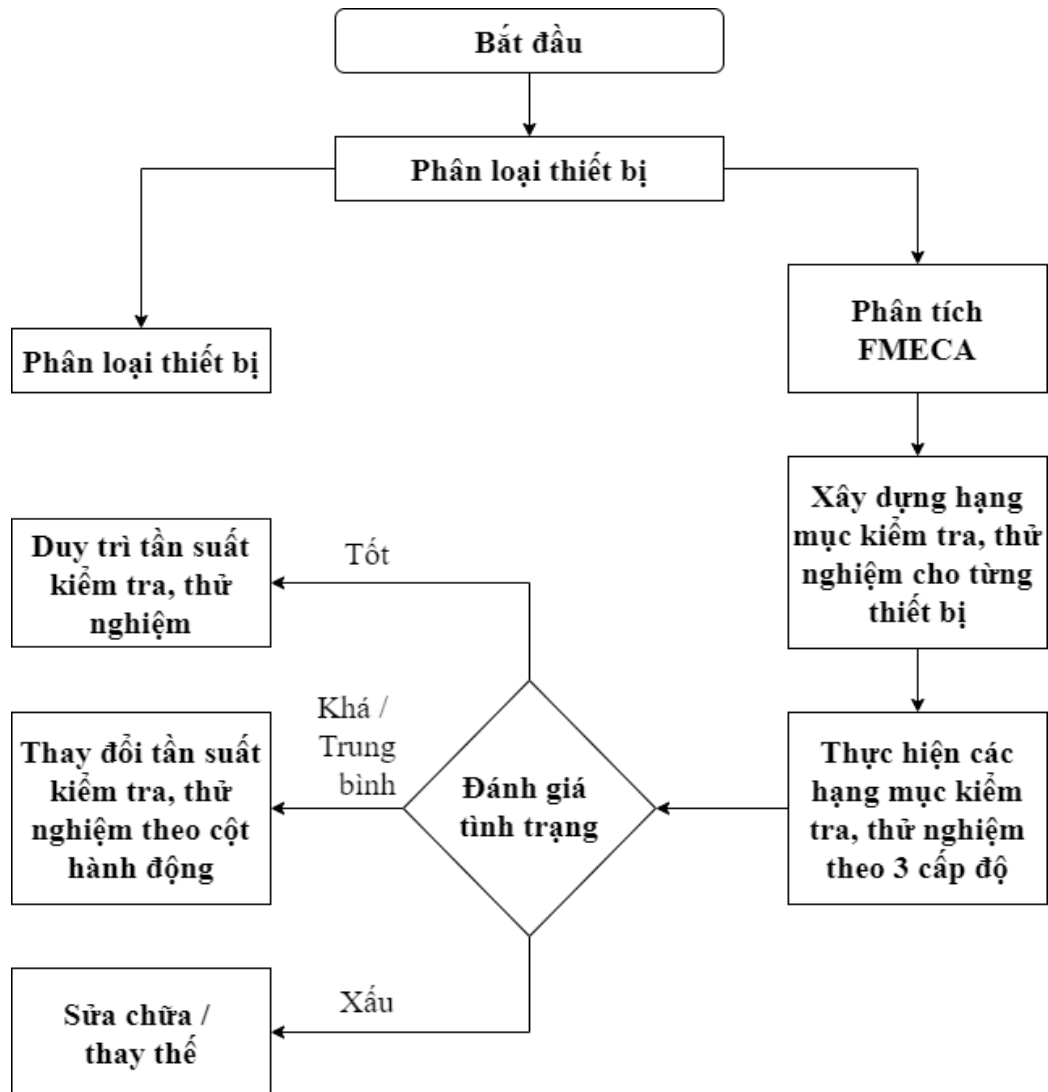 Bắt đầu
Phân loại thiết bị
Phân loại thiết bị
Phân tích
FMECA
Xây dựng hạng
mục kiểm tra, thử
nghiệm cho từng
thiết bị
Thực hiện các
hạng mục kiểm
tra, thử nghiệm
theo 3 cấp độ
Đánh giá
tình trạng
Tốt
Duy trì tần suất
kiểm tra, thử
nghiệm
Khá /
Trung
bình
Thay đổi tần suất
kiểm tra, thử
nghiệm theo cột
hành động
Xấu
Sửa chữa /
thay thế